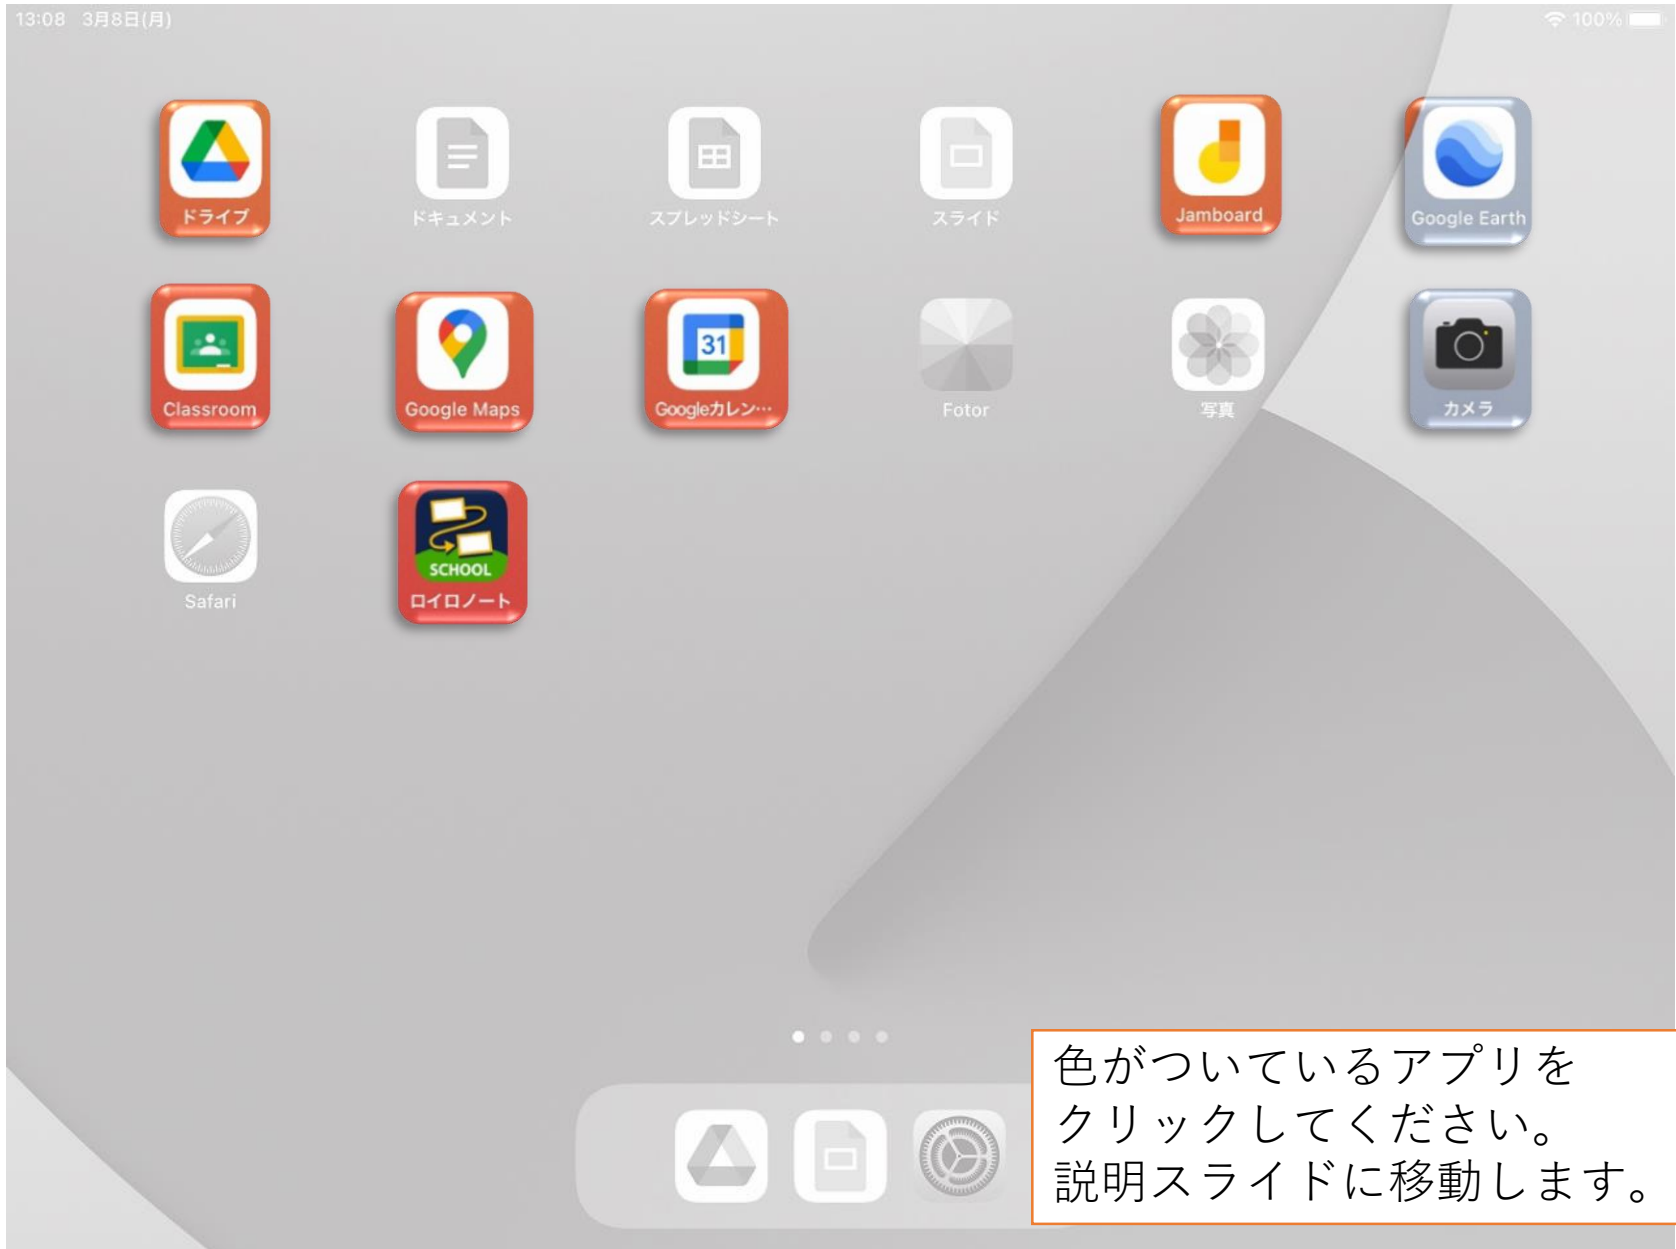 13:08 3月8日(月)
100%
ドライブ
ドキュメント
スプレッドシート
スライド
Jamboard
Google Earth
31
Classroom
Google Maps
Googleカレン…
Fotor
写真
カメラ
SCHOOL
Safari
ロイロノート
色がついているアプリを
クリックしてください。
説明スライドに移動します。